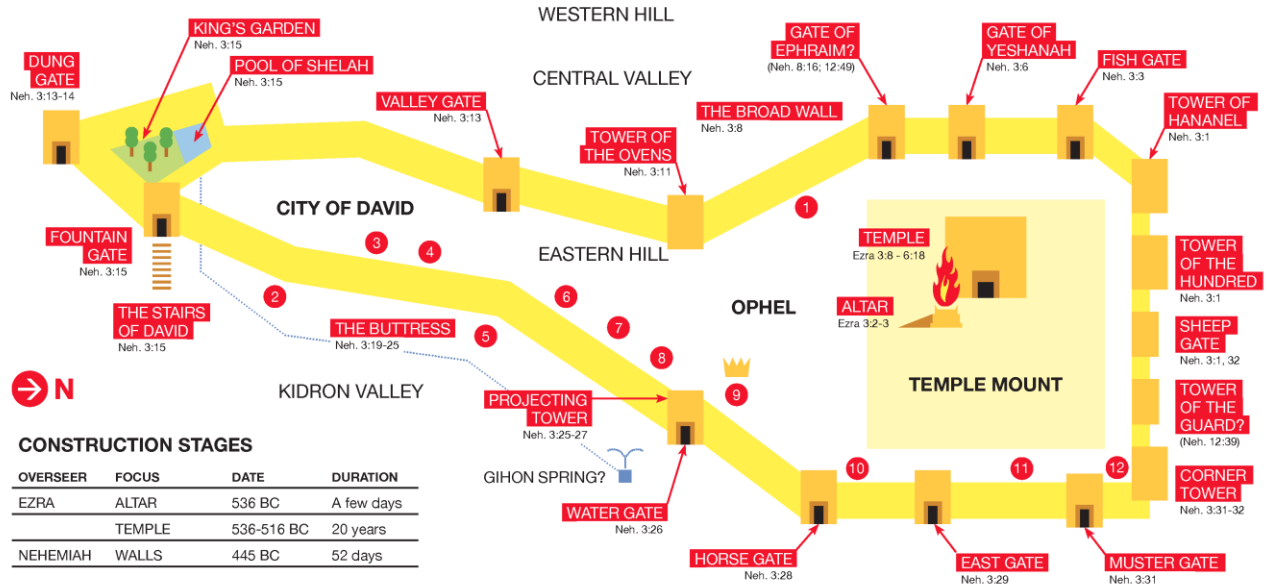 WESTERN HILL
KING'S GARDEN
Neh. 3:15
DUNG
GATE
Neh. 3:13-14
POOL OF SHELAH
Neh. 3:15
CENTRAL VALLEY
GATE OF
EPHRAIM?
(Neh. 8:16; 12:49)
GATE OF
YESHANAH
Neh. 3:6
FISH GATE
Neh. 3:3
VALLEY GATE
Neh. 3:13
THE BROAD WALL
Neh. 3:8
TOWER OF
HANANEL
Neh. 3:1
TOWER OF
THE OVENS
Neh. 3:11
1
CITY OF DAVID
3
4
EASTERN HILL
FOUNTAIN
GATE
Neh. 3:15
TEMPLE
Ezra 3:8 - 6:18
TOWER
OF THE
HUNDRED
Neh. 3:1
2
6
OPHEL
ALTAR
Ezra 3:2-3
THE STAIRS
OF DAVID
Neh. 3:15
THE BUTTRESS
Neh. 3:19-25
5
7
8
SHEEP
GATE
Neh. 3:1, 32
N
KIDRON VALLEY
PROJECTING
TOWER
Neh. 3:25-27
9
TEMPLE MOUNT
TOWER
OF THE
GUARD?
(Neh. 12:39)
GIHON SPRING?
10
11
12
CORNER
TOWER
Neh. 3:31-32
WATER GATE
Neh. 3:26
HORSE GATE
Neh. 3:28
EAST GATE
Neh. 3:29
MUSTER GATE
Neh. 3:31
CONSTRUCTION STAGES
OVERSEER FOCUS DATE DURATION
EZRA ALTAR 536 BC A few days
TEMPLE 536-516 BC 20 years
NEHEMIAH WALLS 445 BC 52 days